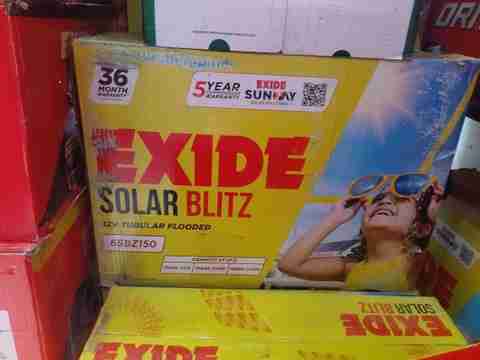 DRI
36
MONTH
WARRANTY
5 YEAR
WARRANTY
EXIDE
SUNDAY
EXIDE
SOLAR BLITZ
12V TUBULAR FLOODED
6SBZ150
EXIDE
SOLAR BLITZ
EXIDE